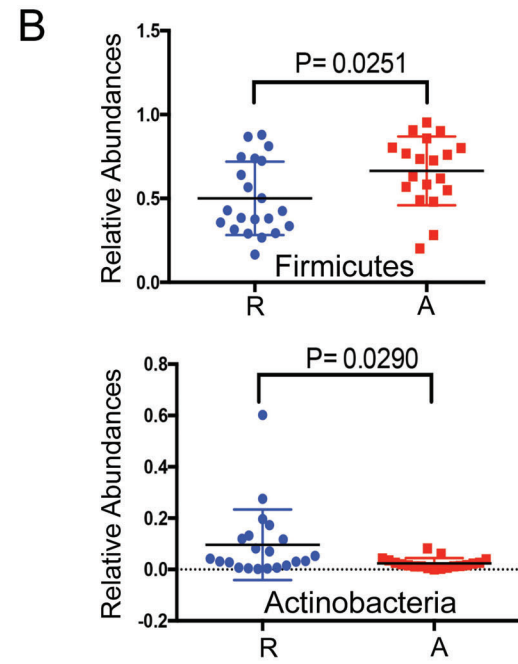 B
1.5
P= 0.0251
1.0
Relative Abundances
0.5
0.0
Firmicutes
R A
0.8
P= 0.0290
0.6
0.4
Relative Abundances
0.2
0.0
Actinobacteria
-0.2
R A